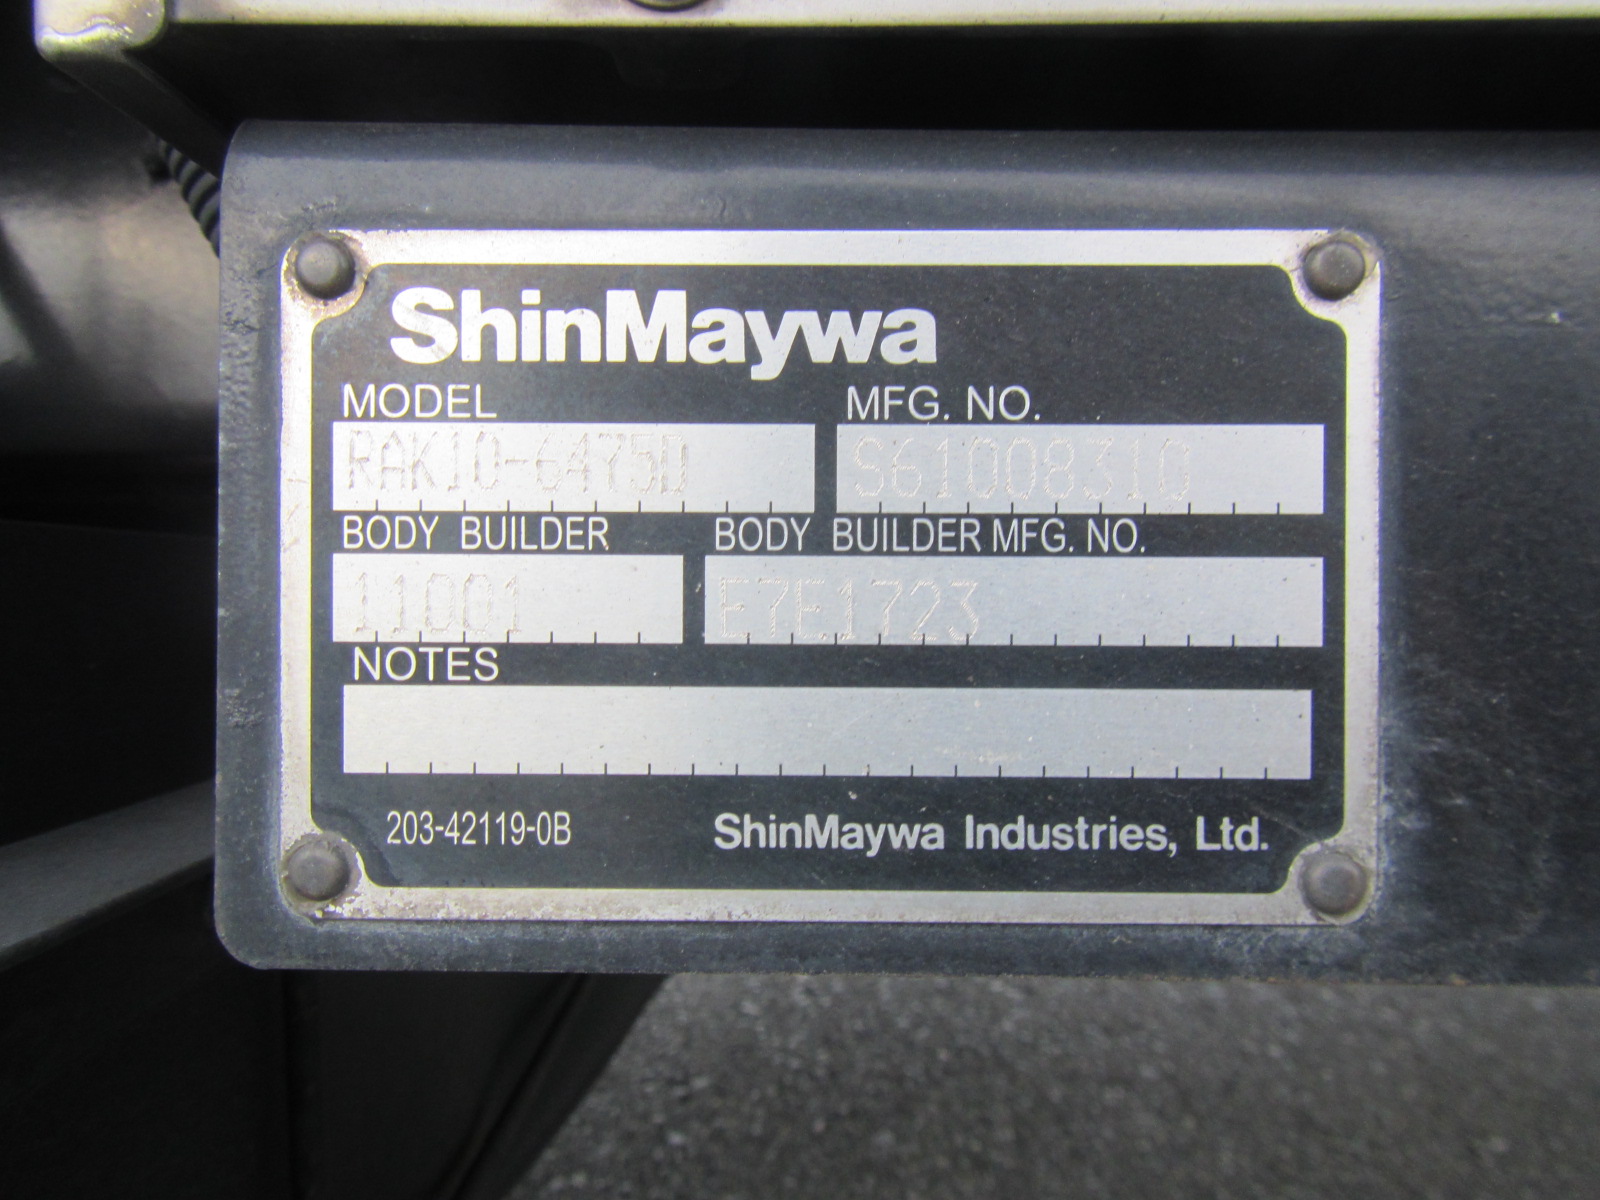 ShinMaywa
MODEL MFG. NO.
RAK10-6475D S61008310
BODY BUILDER BODY BUILDER MFG. NO.
11001 E7E1723
NOTES
203-42119-0B ShinMaywa Industries, Ltd.